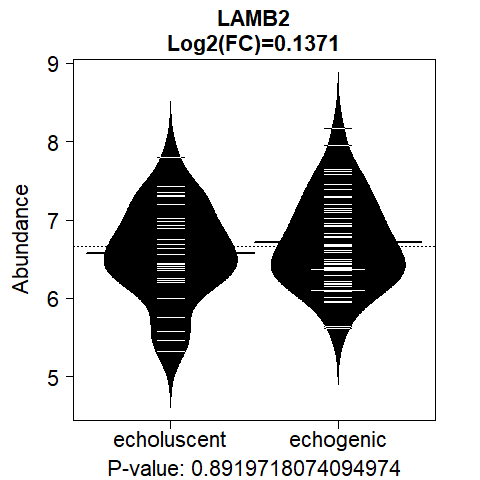 LAMB2
Log2(FC)=0.1371
9
8
7
6
5
Abundance
echoluscent echogenic
P-value: 0.8919718074094974